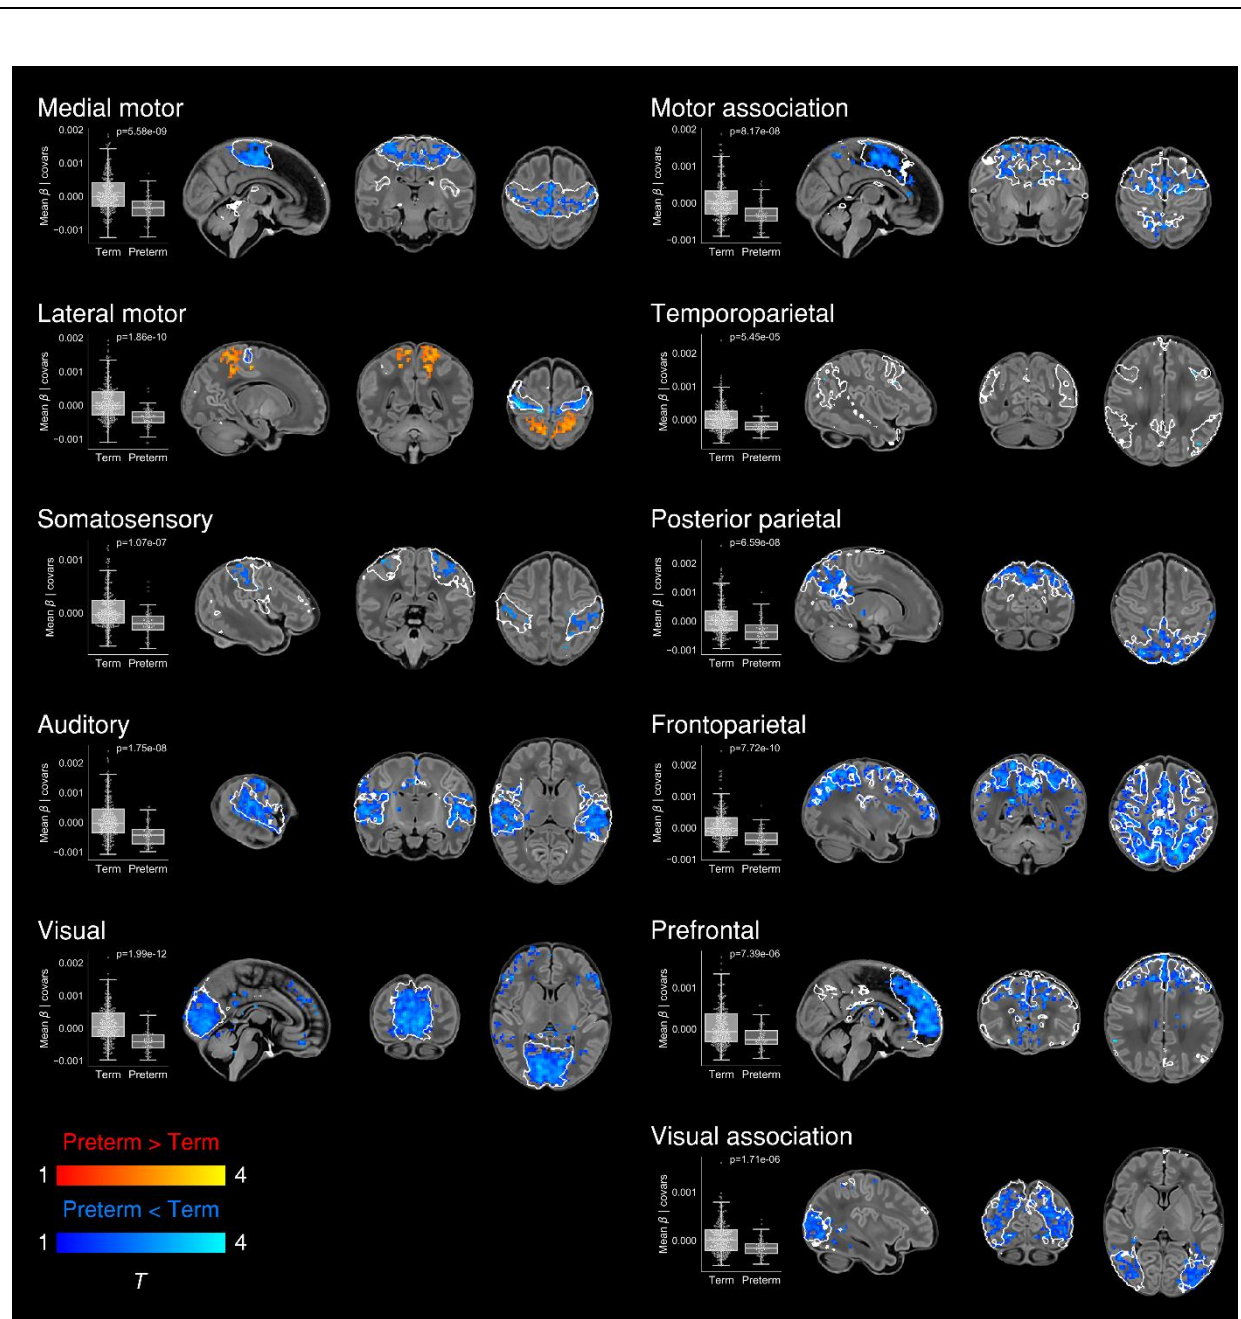 Medial motor
p=5.58e-09
0.002
0.001
0.000
−0.001
Mean β | covars
Term Preterm
Motor association
p=8.17e-08
0.002
0.001
0.000
−0.001
Mean β | covars
Term Preterm
Lateral motor
p=1.86e-10
0.002
0.001
0.000
−0.001
Mean β | covars
Term Preterm
Temporoparietal
p=5.45e-05
0.002
0.001
0.000
Mean β | covars
Term Preterm
Somatosensory
p=1.07e-07
0.001
0.000
Mean β | covars
Term Preterm
Posterior parietal
p=6.59e-08
0.002
0.001
0.000
−0.001
Mean β | covars
Term Preterm
Auditory
p=1.75e-08
0.002
0.001
0.000
−0.001
Mean β | covars
Term Preterm
Frontoparietal
p=7.72e-10
0.002
0.001
0.000
−0.001
Mean β | covars
Term Preterm
Visual
p=1.99e-12
0.002
0.001
0.000
−0.001
Mean β | covars
Term Preterm
Prefrontal
p=7.39e-06
0.001
0.000
Mean β | covars
Term Preterm
Visual association
p=1.71e-06
0.001
0.000
Mean β | covars
Term Preterm
Preterm > Term
1 4
Preterm < Term
1 4
T